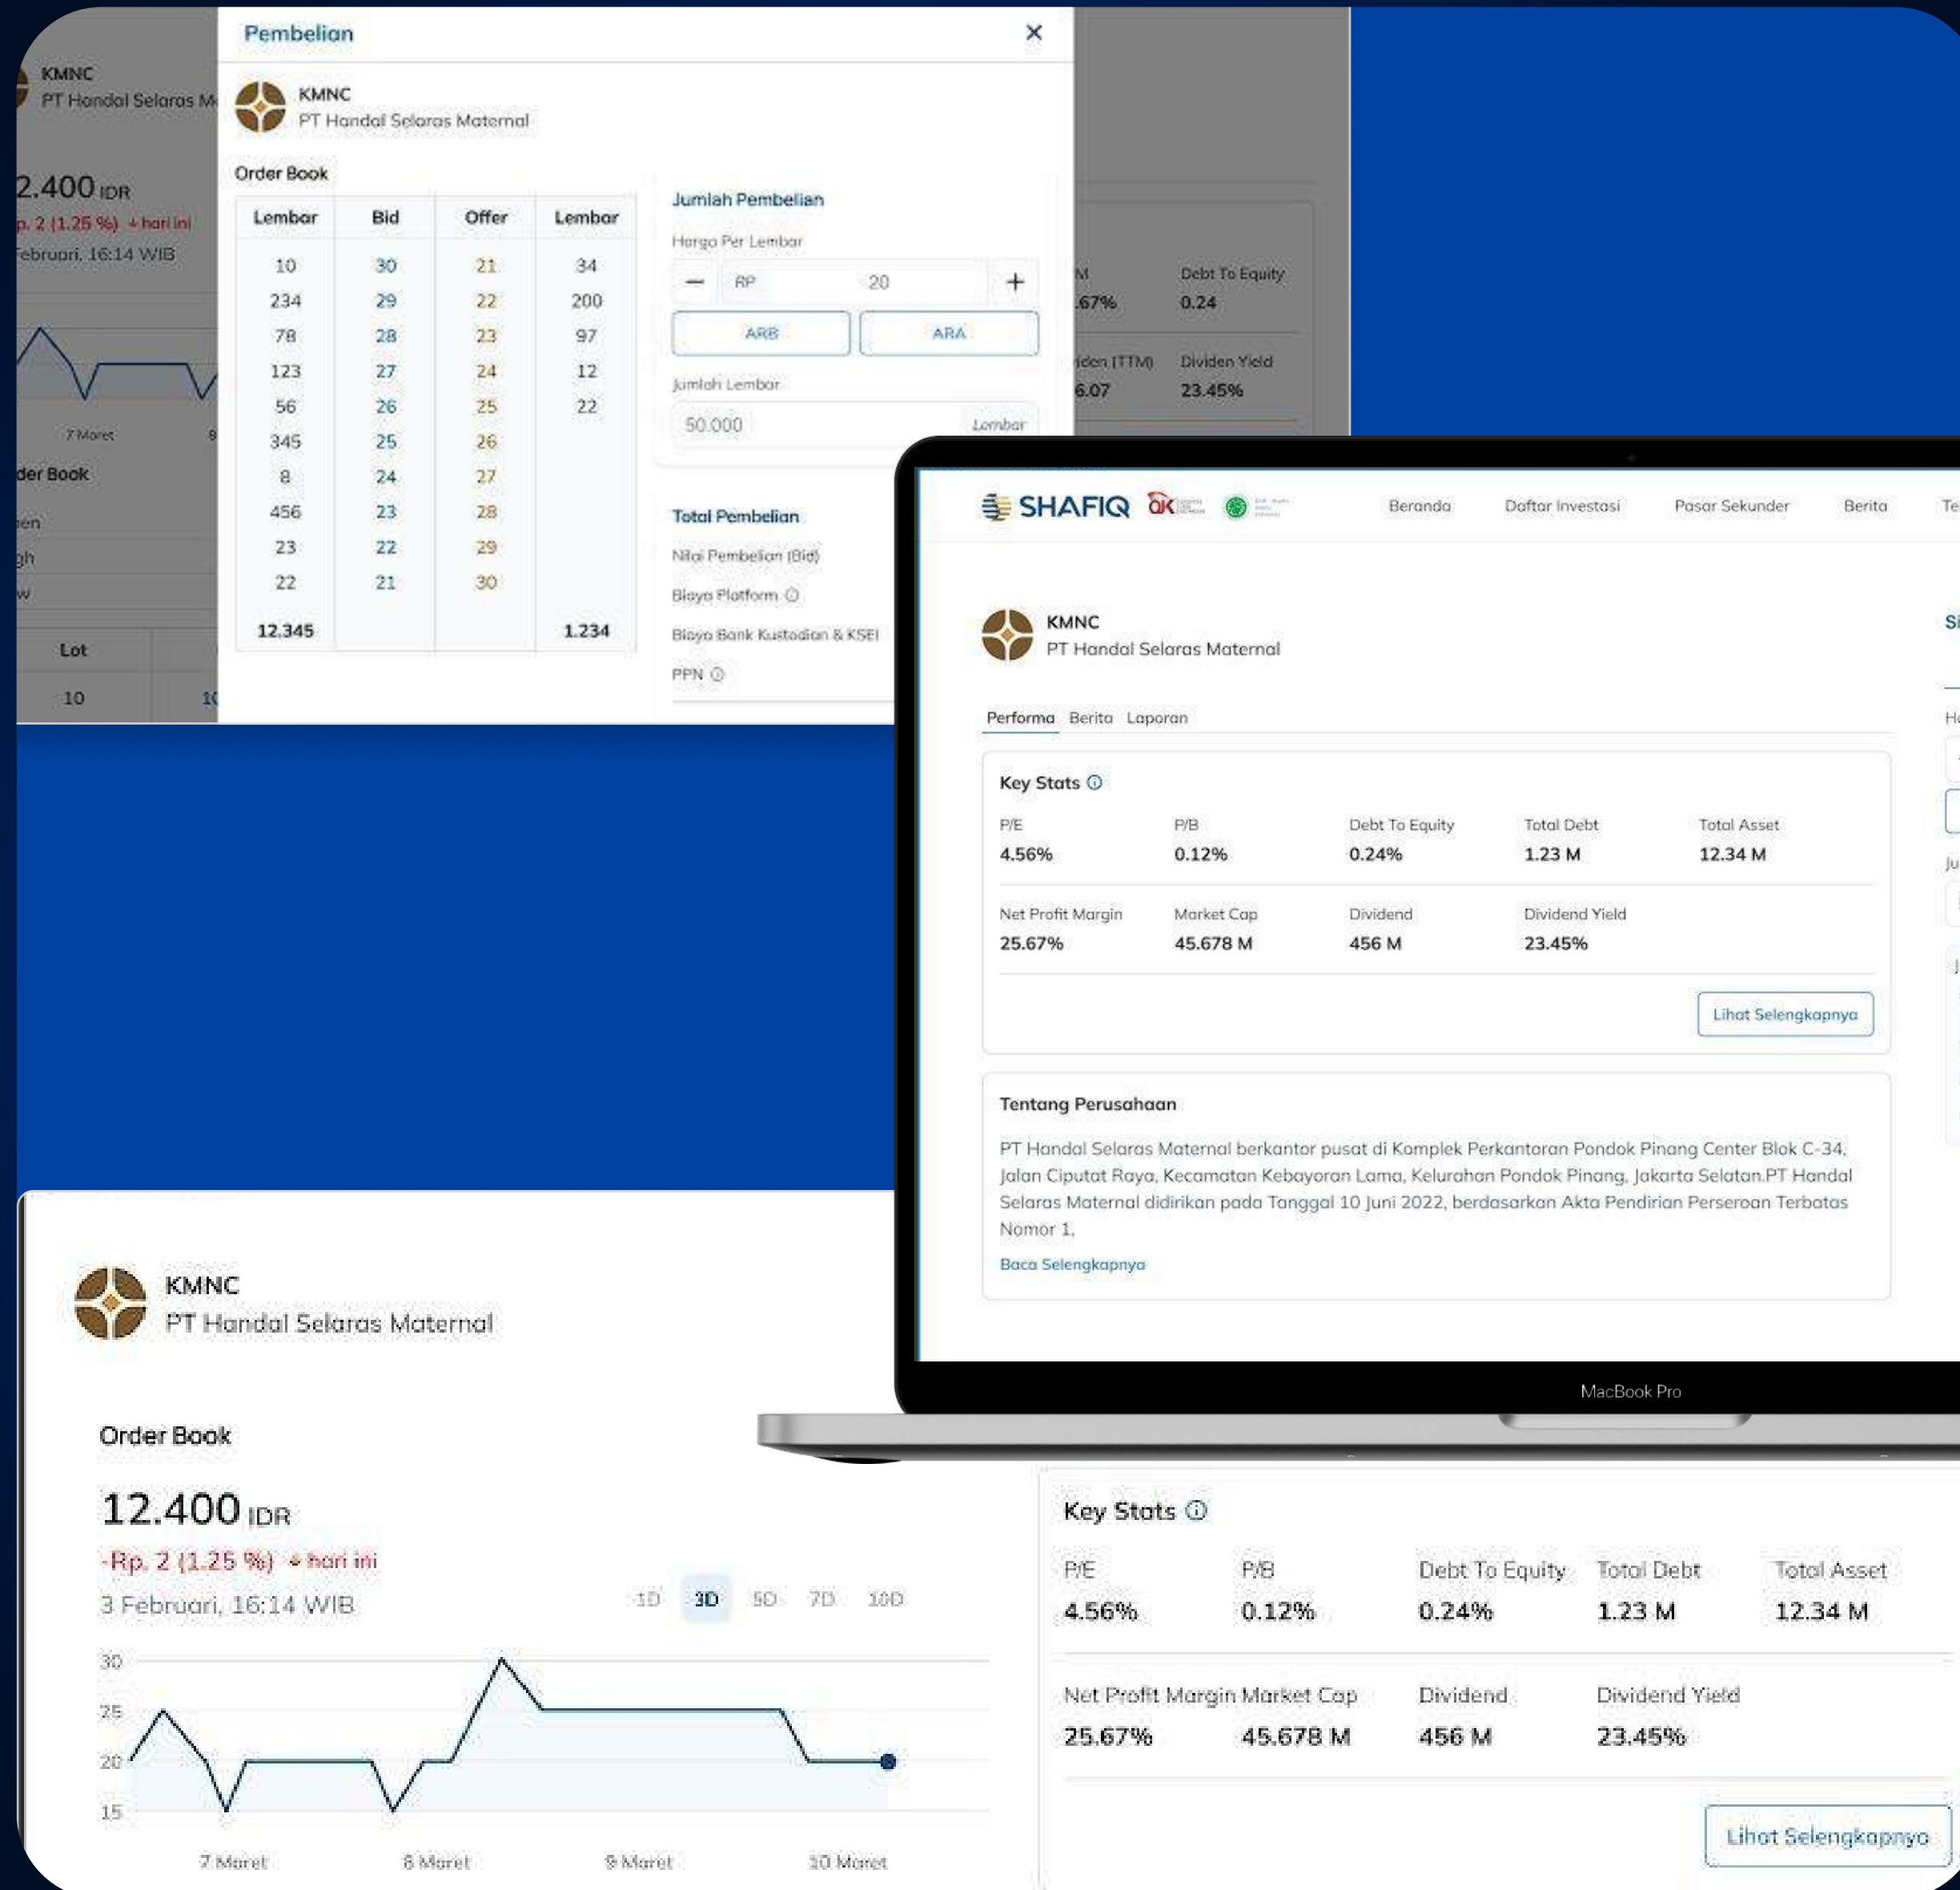 KMNC
PT Handal Selaras
2.400 IDR
2 (1.25 %) hari ini
16:14 WIB
7 Maret
Book
Lot
10
Pembelian
KMNC
PT Handal Selaras Maternal
Order Book
Lembar Bid Offer Lembar
10 30 21 34
234 29 22 200
78 28 23 97
123 27 24 12
56 26 25 22
345 25 26
8 24 27
456 23 28
23 22 29
22 21 30
12.345 1.234
Jumlah Pembelian
Harga Per Lembar
RP 20
ARB ARA
Jumlah Lembar
50.000 Lembar
Total Pembelian
Nilai Pembelian (Bid)
Biaya Platform
Biaya Bank Kustodian & KSEI
PPN
Debt To Equity
.67% 0.24
(TTM) Dividen Yield
6.07 23.45%
SHAFIQ OJK Beranda Daftar Investasi Pasar Sekunder Berita
KMNC
PT Handal Selaras Maternal
Performa Berita Laporan
Key Stats
P/E P/B Debt To Equity Total Debt Total Asset
4.56% 0.12% 0.24% 1.23 M 12.34 M
Net Profit Margin Market Cap Dividend Dividend Yield
25.67% 45.678 M 456 M 23.45%
Lihat Selengkapnya
Tentang Perusahaan
PT Handal Selaras Maternal berkantor pusat di Komplek Perkantoran Pondok Pinang Center Blok C-34,
Jalan Ciputat Raya, Kecamatan Kebayoran Lama, Kelurahan Pondok Pinang, Jakarta Selatan.PT Handal
Selaras Maternal didirikan pada Tanggal 10 Juni 2022, berdasarkan Akta Pendirian Perseroan Terbatas
Nomor 1,
Baca Selengkapnya
MacBook Pro
KMNC
PT Handal Selaras Maternal
Order Book
12.400 IDR
-Rp. 2 (1.25 %) hari ini
3 Februari, 16:14 WIB
1D 3D 5D 7D 10D
30
25
20
15
7 Maret 8 Maret 9 Maret 10 Maret
Key Stats
P/E P/B Debt To Equity Total Debt Total Asset
4.56% 0.12% 0.24% 1.23 M 12.34 M
Net Profit Margin Market Cap Dividend Dividend Yield
25.67% 45.678 M 456 M 23.45%
Lihat Selengkapnya